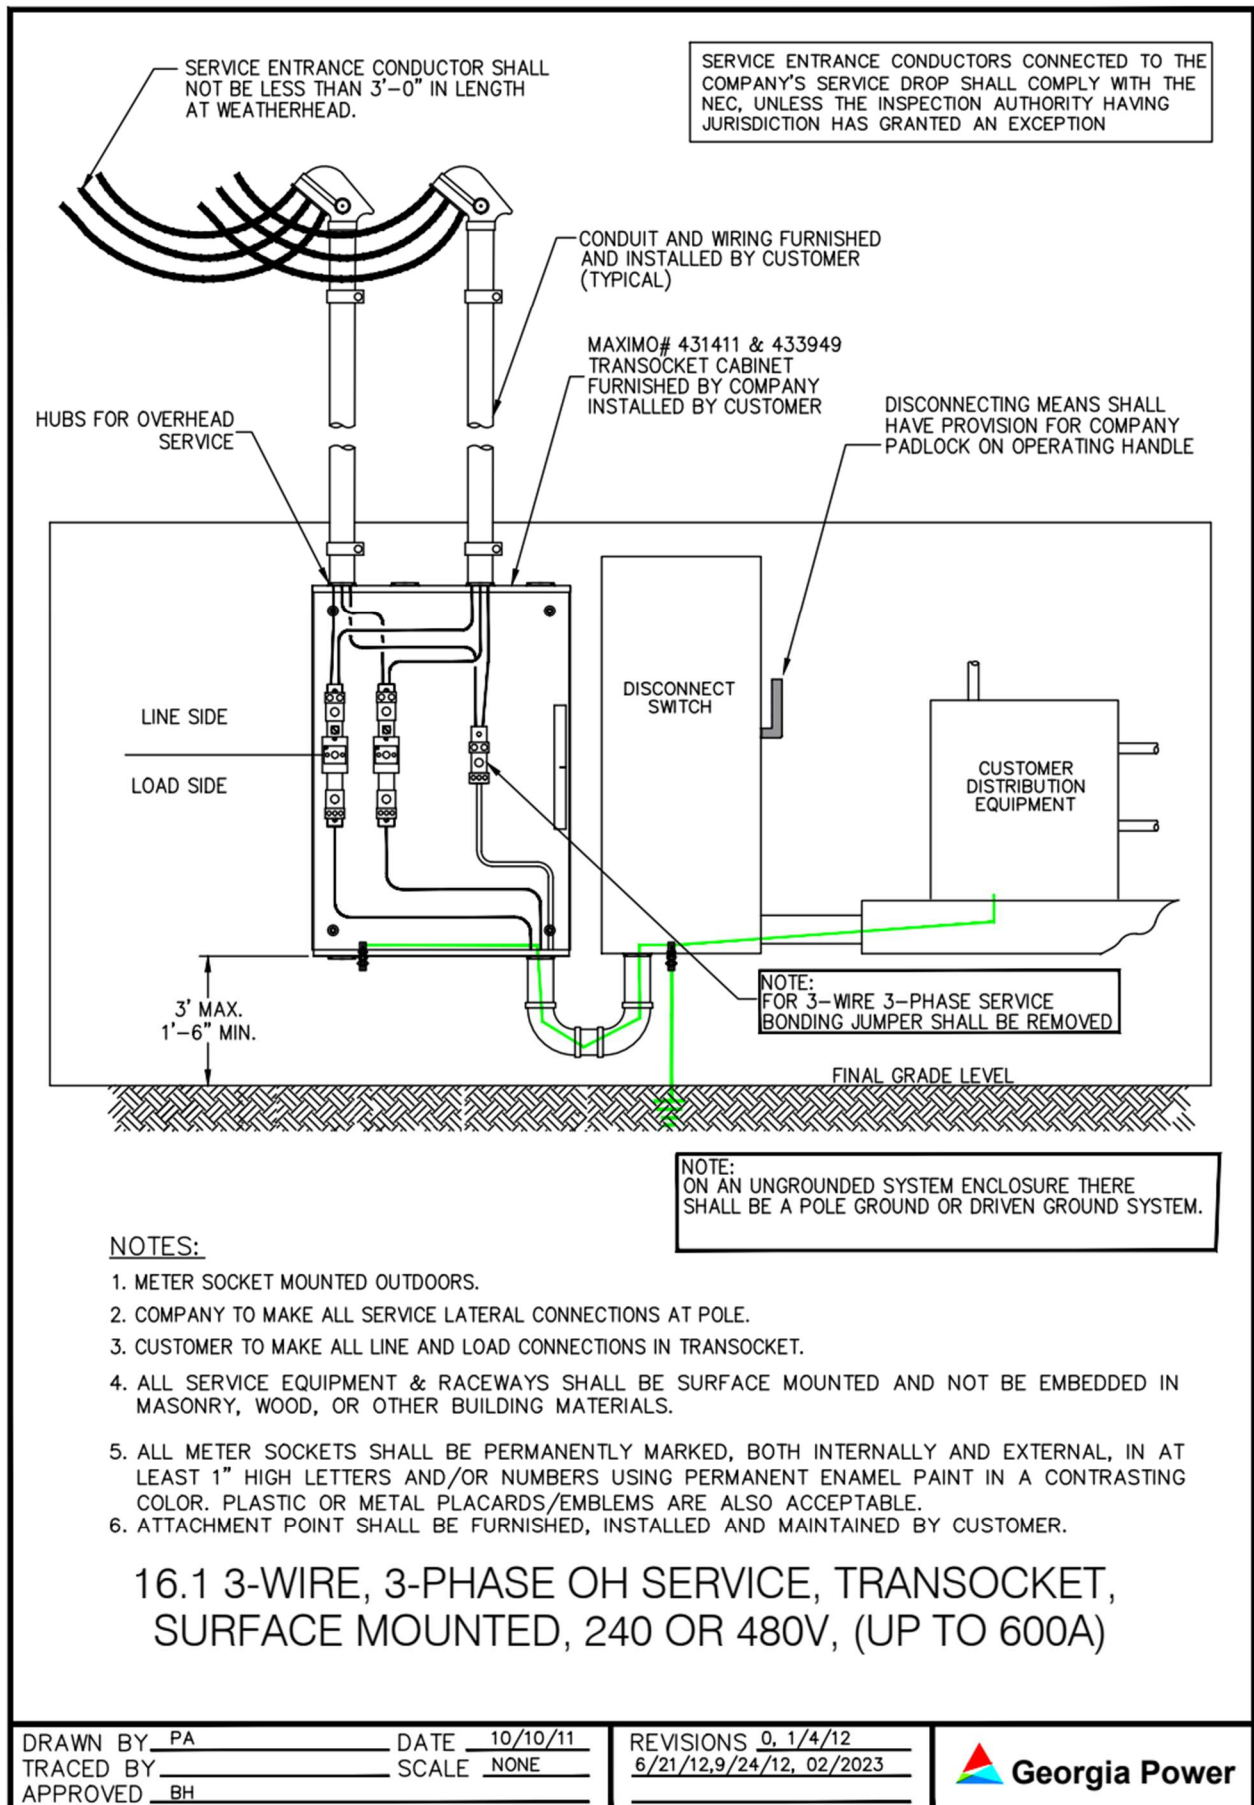 SERVICE ENTRANCE CONDUCTOR SHALL
NOT BE LESS THAN 3'-0" IN LENGTH
AT WEATHERHEAD.
SERVICE ENTRANCE CONDUCTORS CONNECTED TO THE
COMPANY'S SERVICE DROP SHALL COMPLY WITH THE
NEC, UNLESS THE INSPECTION AUTHORITY HAVING
JURISDICTION HAS GRANTED AN EXCEPTION
CONDUIT AND WIRING FURNISHED
AND INSTALLED BY CUSTOMER
(TYPICAL)
MAXIMO# 431411 & 433949
TRANSOCKET CABINET
FURNISHED BY COMPANY
INSTALLED BY CUSTOMER
HUBS FOR OVERHEAD
SERVICE
DISCONNECTING MEANS SHALL
HAVE PROVISION FOR COMPANY
PADLOCK ON OPERATING HANDLE
LINE SIDE
LOAD SIDE
DISCONNECT
SWITCH
CUSTOMER
DISTRIBUTION
EQUIPMENT
3' MAX.
1'-6" MIN.
NOTE:
FOR 3-WIRE 3-PHASE SERVICE
BONDING JUMPER SHALL BE REMOVED
FINAL GRADE LEVEL
NOTE:
ON AN UNGROUNDED SYSTEM ENCLOSURE THERE
SHALL BE A POLE GROUND OR DRIVEN GROUND SYSTEM.
NOTES:
1. METER SOCKET MOUNTED OUTDOORS.
2. COMPANY TO MAKE ALL SERVICE LATERAL CONNECTIONS AT POLE.
3. CUSTOMER TO MAKE ALL LINE AND LOAD CONNECTIONS IN TRANSOCKET.
4. ALL SERVICE EQUIPMENT & RACEWAYS SHALL BE SURFACE MOUNTED AND NOT BE EMBEDDED IN
MASONRY, WOOD, OR OTHER BUILDING MATERIALS.
5. ALL METER SOCKETS SHALL BE PERMANENTLY MARKED, BOTH INTERNALLY AND EXTERNAL, IN AT
LEAST 1" HIGH LETTERS AND/OR NUMBERS USING PERMANENT ENAMEL PAINT IN A CONTRASTING
COLOR. PLASTIC OR METAL PLACARDS/EMBLEMS ARE ALSO ACCEPTABLE.
6. ATTACHMENT POINT SHALL BE FURNISHED, INSTALLED AND MAINTAINED BY CUSTOMER.
16.1 3-WIRE, 3-PHASE OH SERVICE, TRANSOCKET,
SURFACE MOUNTED, 240 OR 480V, (UP TO 600A)
DRAWN BY PA DATE 10/10/11
TRACED BY SCALE NONE
APPROVED BH
REVISIONS 0, 1/4/12
6/21/12,9/24/12, 02/2023
Georgia Power